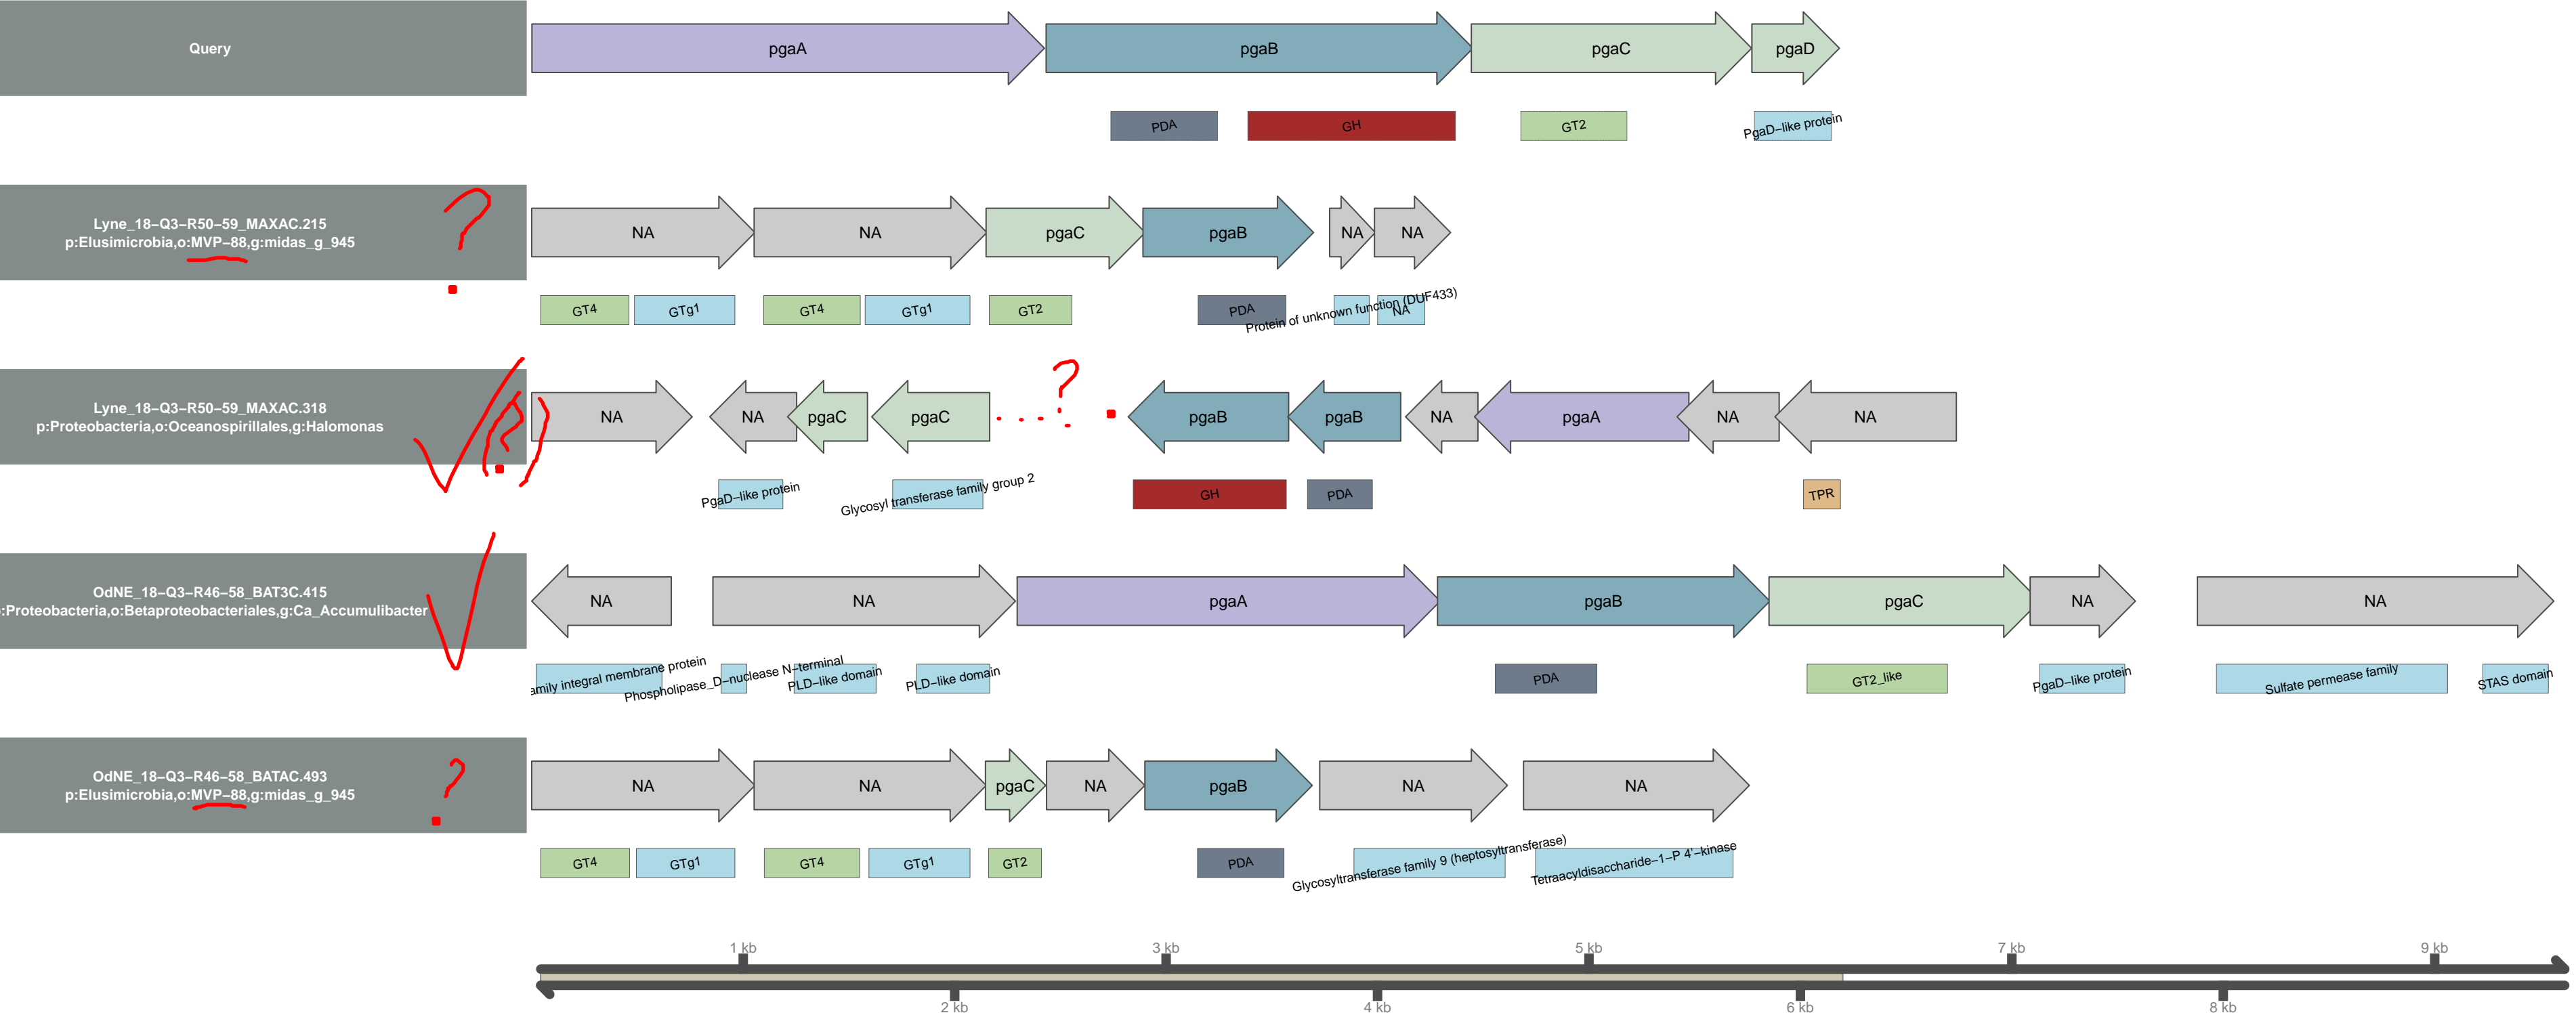 Query
pgaA pgaB pgaC pgaD
PDA GH GT2 PgaD-like protein
Lyne_18-Q3-R50-59_MAXAC.215
p:Elusimicrobia,o:MVP-88,g:midas_g_945
?
NA NA pgaC pgaB NA NA
GT4 GTg1 GT4 GTg1 GT2 PDA Protein of unknown function (DUF433) NA
Lyne_18-Q3-R50-59_MAXAC.318
p:Proteobacteria,o:Oceanospirillales,g:Halomonas
(?)
NA NA pgaC pgaC ....? pgaB pgaB NA pgaA NA NA
PgaD-like protein Glycosyl transferase family group 2 GH PDA TPR
OdNE_18-Q3-R46-58_BAT3C.415
:Proteobacteria,o:Betaproteobacteriales,g:Ca_Accumulibacter
NA NA pgaA pgaB pgaC NA NA
amily integral membrane protein Phospholipase_D-nuclease N-terminal PLD-like domain PLD-like domain PDA GT2_like PgaD-like protein Sulfate permease family STAS domain
OdNE_18-Q3-R46-58_BATAC.493
p:Elusimicrobia,o:MVP-88,g:midas_g_945
?
NA NA pgaC NA pgaB NA NA
GT4 GTg1 GT4 GTg1 GT2 PDA Glycosyltransferase family 9 (heptosyltransferase) Tetraacyldisaccharide-1-P 4'-kinase
1 kb 3 kb 5 kb 7 kb 9 kb
2 kb 4 kb 6 kb 8 kb